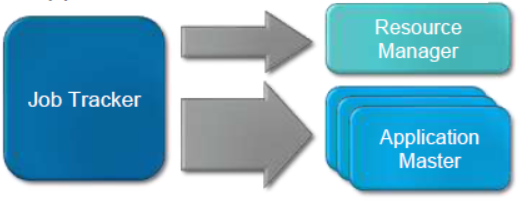 Job Tracker
Resource
Manager
Application
Master